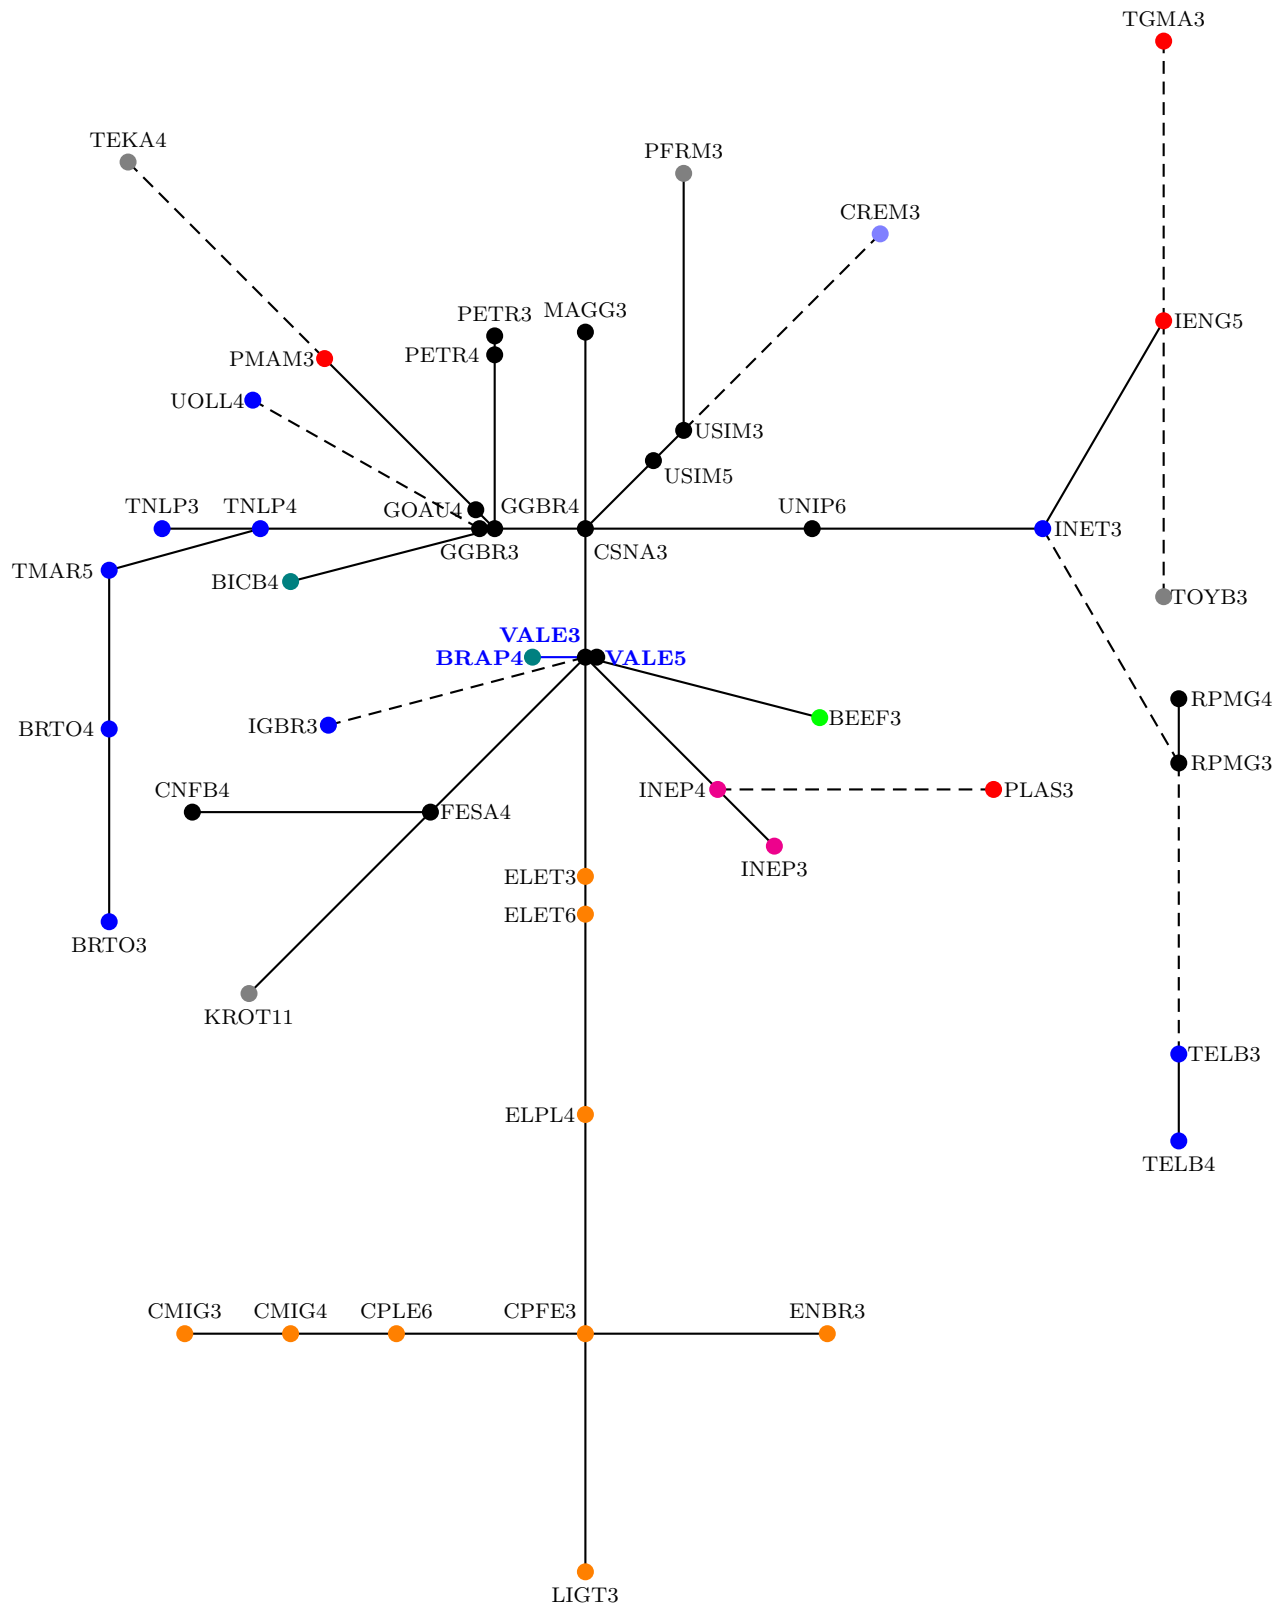 TGMA3
TEKA4
PFRM3
CREM3
PETR3
MAGG3
IENG5
PETR4
PMAM3
UOLL4
USIM3
USIM5
TNLP3
TNLP4
GOAU4
GGBR4
UNIP6
INET3
GGBR3
CSNA3
TMAR5
BICB4
TOYB3
VALE3
BRAP4
VALE5
RPMG4
BEEF3
IGBR3
BRTO4
RPMG3
CNFB4
INEP4
PLAS3
FESA4
INEP3
ELET3
ELET6
BRTO3
KROT11
TELB3
ELPL4
TELB4
CMIG3
CMIG4
CPLE6
CPFE3
ENBR3
LIGT3